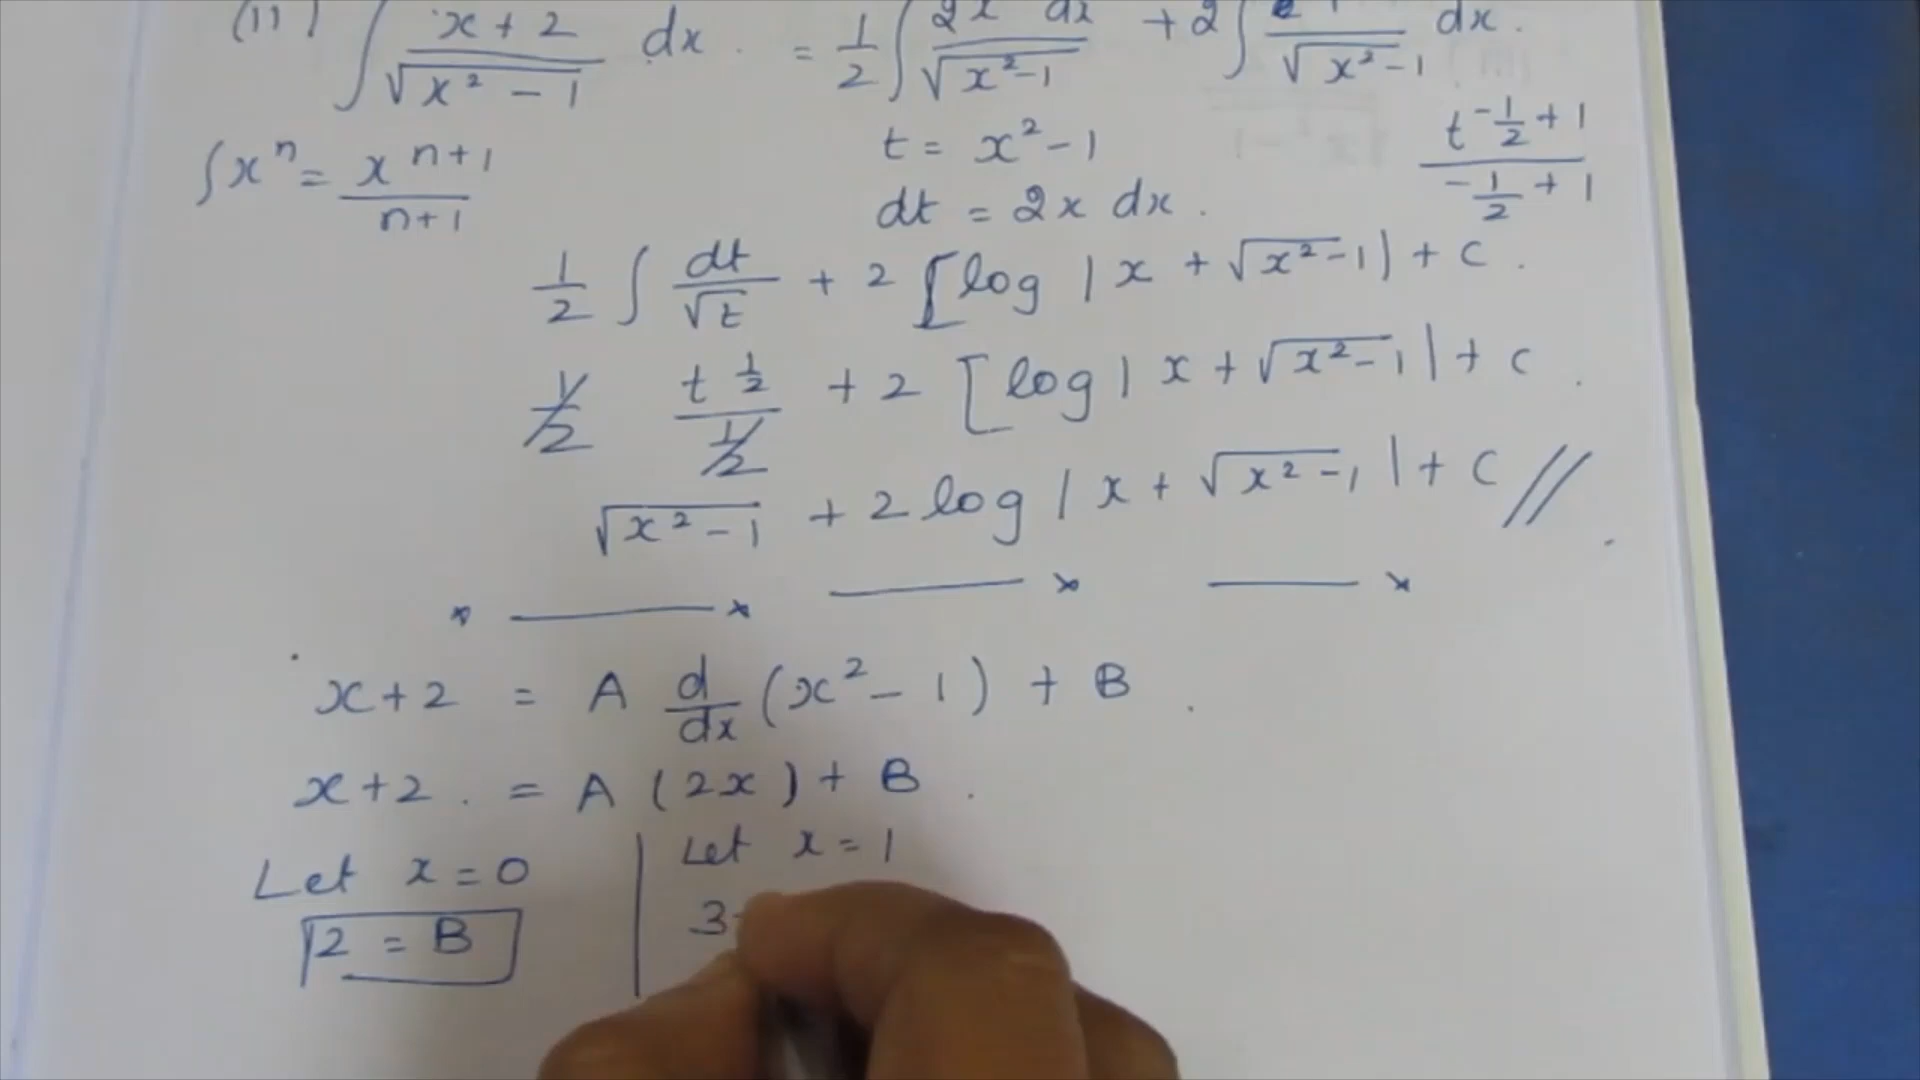 (11) ∫ x + 2 / √x² - 1 dx . = 1/2 ∫ 2x dx / √x²-1 + 2 ∫ / √x²-1 dx .
∫xⁿ = x^n+1 / n+1
t = x² - 1
t^-1/2+1 / -1/2+1
dt = 2x dx .
1/2 ∫ dt/√t + 2 [log |x + √x²-1| + c .
1/2 t^1/2 / 1/2 + 2 [log |x + √x²-1| + c .
√x²-1 + 2 log |x + √x²-1| + c //
x+2 = A d/dx (x² - 1) + B .
x+2 . = A (2x) + B .
Let x = 0
2 = B
Let x = 1
3